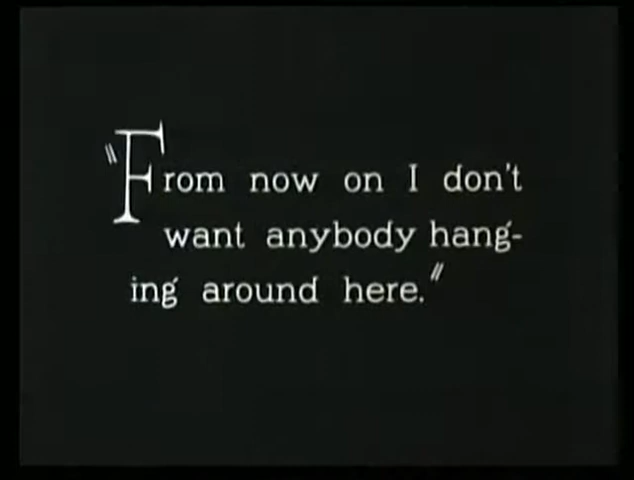 "From now on I don't
want anybody hang-
ing around here."